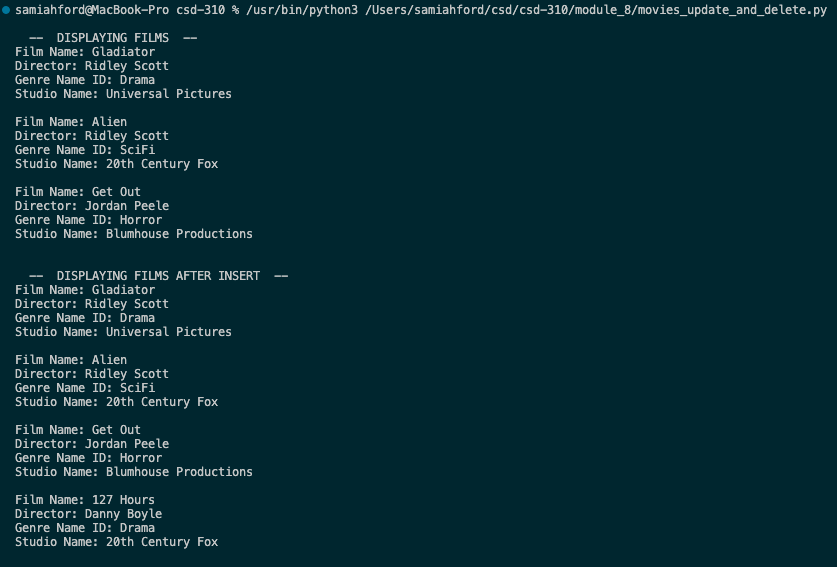 samiahford@MacBook-Pro csd-310 % /usr/bin/python3 /Users/samiahford/csd/csd-310/module_8/movies_update_and_delete.py
-- DISPLAYING FILMS --
Film Name: Gladiator
Director: Ridley Scott
Genre Name ID: Drama
Studio Name: Universal Pictures
Film Name: Alien
Director: Ridley Scott
Genre Name ID: SciFi
Studio Name: 20th Century Fox
Film Name: Get Out
Director: Jordan Peele
Genre Name ID: Horror
Studio Name: Blumhouse Productions
-- DISPLAYING FILMS AFTER INSERT --
Film Name: Gladiator
Director: Ridley Scott
Genre Name ID: Drama
Studio Name: Universal Pictures
Film Name: Alien
Director: Ridley Scott
Genre Name ID: SciFi
Studio Name: 20th Century Fox
Film Name: Get Out
Director: Jordan Peele
Genre Name ID: Horror
Studio Name: Blumhouse Productions
Film Name: 127 Hours
Director: Danny Boyle
Genre Name ID: Drama
Studio Name: 20th Century Fox